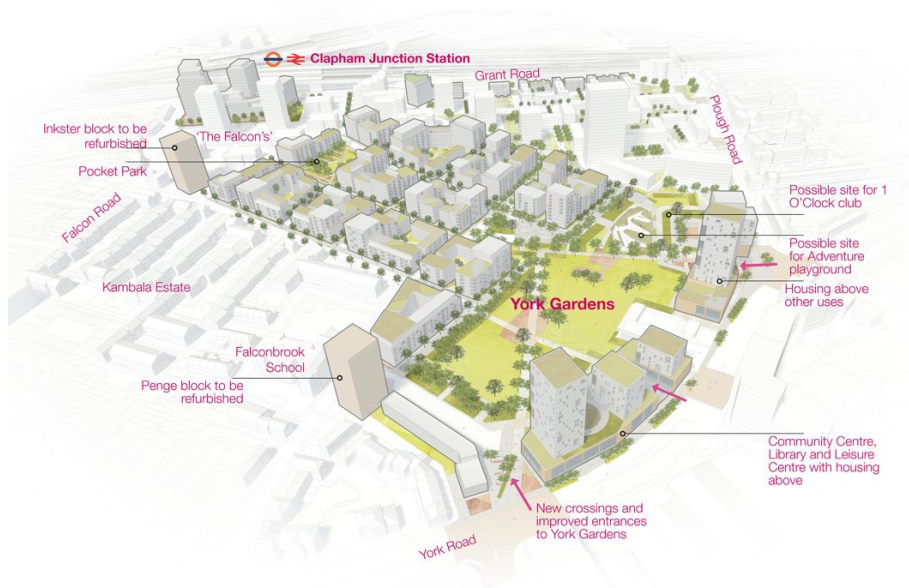 Clapham Junction Station
Grant Road
Plough Road
Inkster block to be
refurbished
'The Falcon's'
Pocket Park
Falcon Road
Kambala Estate
Possible site for 1
O'Clock club
Possible site
for Adventure
playground
Housing above
other uses
York Gardens
Falconbrook
School
Penge block to be
refurbished
Community Centre,
Library and Leisure
Centre with housing
above
New crossings and
improved entrances
to York Gardens
York Road